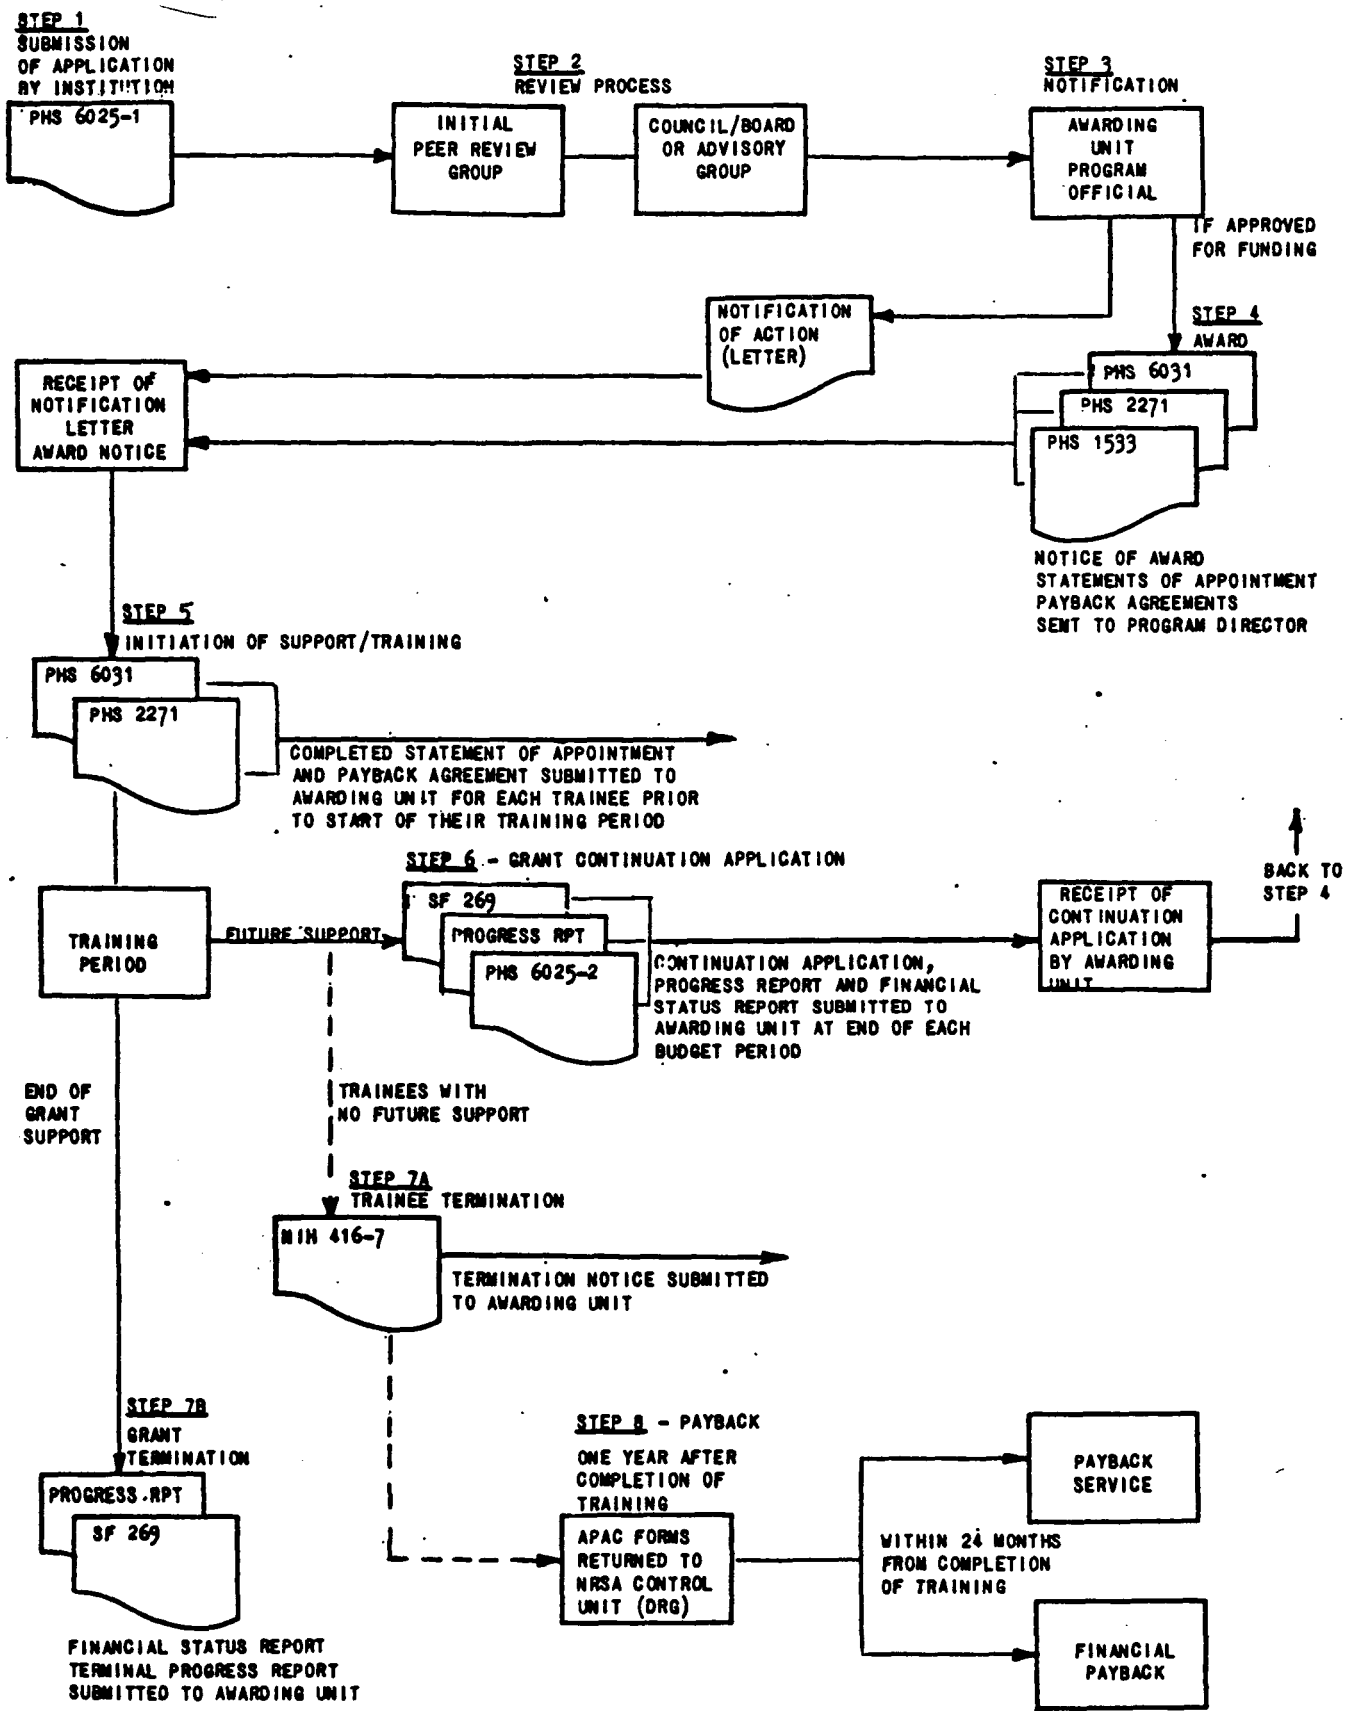 STEP 1
SUBMISSION
OF APPLICATION
BY INSTITUTION
PHS 6025-1
STEP 2
REVIEW PROCESS
INITIAL
PEER REVIEW
GROUP
COUNCIL/BOARD
OR ADVISORY
GROUP
STEP 3
NOTIFICATION
AWARDING
UNIT
PROGRAM
OFFICIAL
IF APPROVED
FOR FUNDING
NOTIFICATION
OF ACTION
(LETTER)
STEP 4
AWARD
PHS 6031
PHS 2271
PHS 1533
NOTICE OF AWARD
STATEMENTS OF APPOINTMENT
PAYBACK AGREEMENTS
SENT TO PROGRAM DIRECTOR
RECEIPT OF
NOTIFICATION
LETTER
AWARD NOTICE
STEP 5
INITIATION OF SUPPORT/TRAINING
PHS 6031
PHS 2271
COMPLETED STATEMENT OF APPOINTMENT
AND PAYBACK AGREEMENT SUBMITTED TO
AWARDING UNIT FOR EACH TRAINEE PRIOR
TO START OF THEIR TRAINING PERIOD
STEP 6 - GRANT CONTINUATION APPLICATION
TRAINING
PERIOD
FUTURE SUPPORT
SF 269
PROGRESS RPT
PHS 6025-2
CONTINUATION APPLICATION,
PROGRESS REPORT AND FINANCIAL
STATUS REPORT SUBMITTED TO
AWARDING UNIT AT END OF EACH
BUDGET PERIOD
RECEIPT OF
CONTINUATION
APPLICATION
BY AWARDING
UNIT
BACK TO
STEP 4
END OF
GRANT
SUPPORT
TRAINEES WITH
NO FUTURE SUPPORT
STEP 7A
TRAINEE TERMINATION
NIH 416-7
TERMINATION NOTICE SUBMITTED
TO AWARDING UNIT
STEP 7B
GRANT
TERMINATION
PROGRESS RPT
SF 269
FINANCIAL STATUS REPORT
TERMINAL PROGRESS REPORT
SUBMITTED TO AWARDING UNIT
STEP 8 - PAYBACK
ONE YEAR AFTER
COMPLETION OF
TRAINING
APAC FORMS
RETURNED TO
NRSA CONTROL
UNIT (DRG)
PAYBACK
SERVICE
WITHIN 24 MONTHS
FROM COMPLETION
OF TRAINING
FINANCIAL
PAYBACK